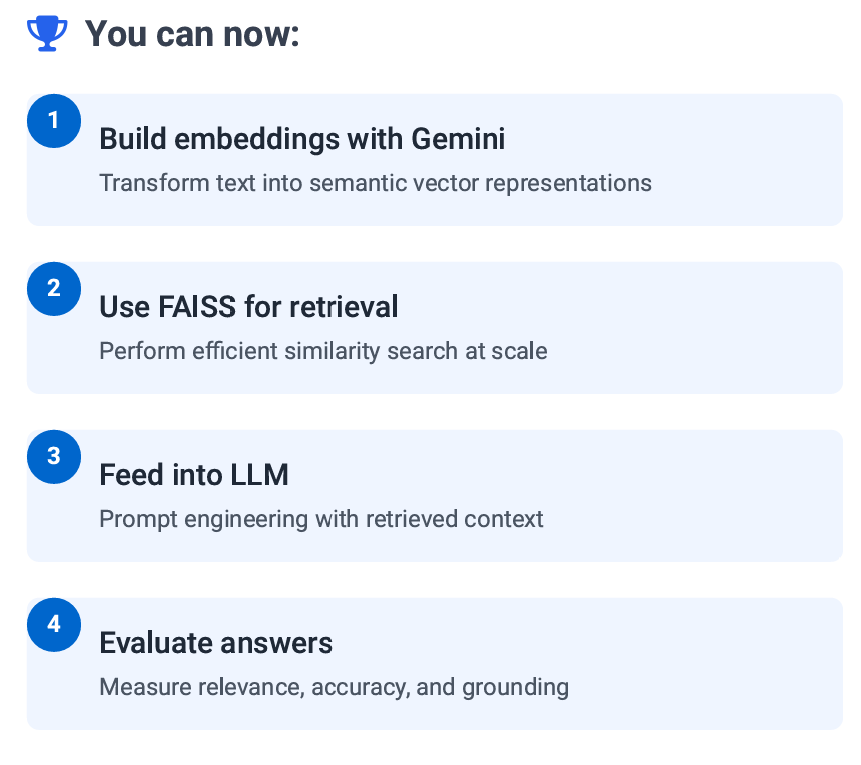 You can now:
1
Build embeddings with Gemini
Transform text into semantic vector representations
2
Use FAISS for retrieval
Perform efficient similarity search at scale
3
Feed into LLM
Prompt engineering with retrieved context
4
Evaluate answers
Measure relevance, accuracy, and grounding